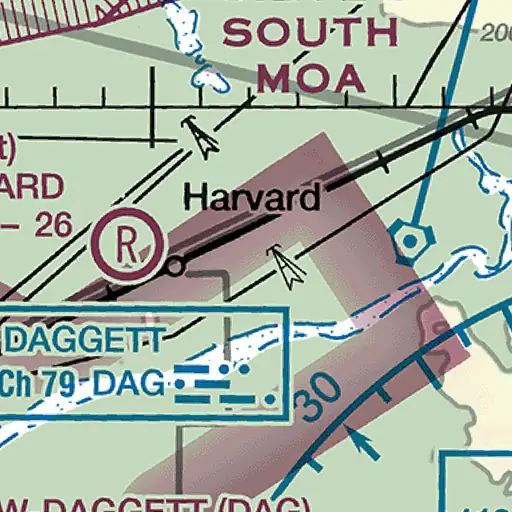 SOUTH
MOA
200
t)
ARD
- 26
Harvard
R
DAGGETT
Ch 79 DAG
30
W-DAGGETT (DAG)